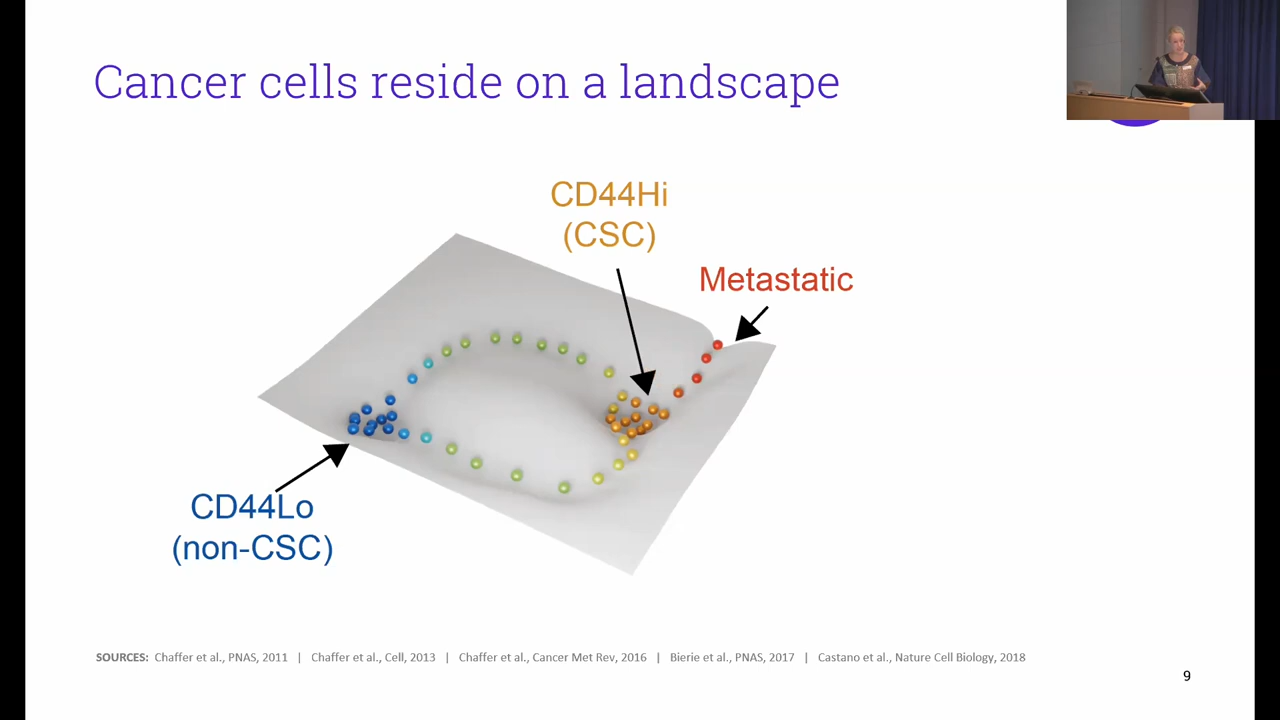 Cancer cells reside on a landscape
CD44Hi
(CSC)
Metastatic
CD44Lo
(non-CSC)
SOURCES: Chaffer et al., PNAS, 2011 | Chaffer et al., Cell, 2013 | Chaffer et al., Cancer Met Rev, 2016 | Bierie et al., PNAS, 2017 | Castano et al., Nature Cell Biology, 2018
9